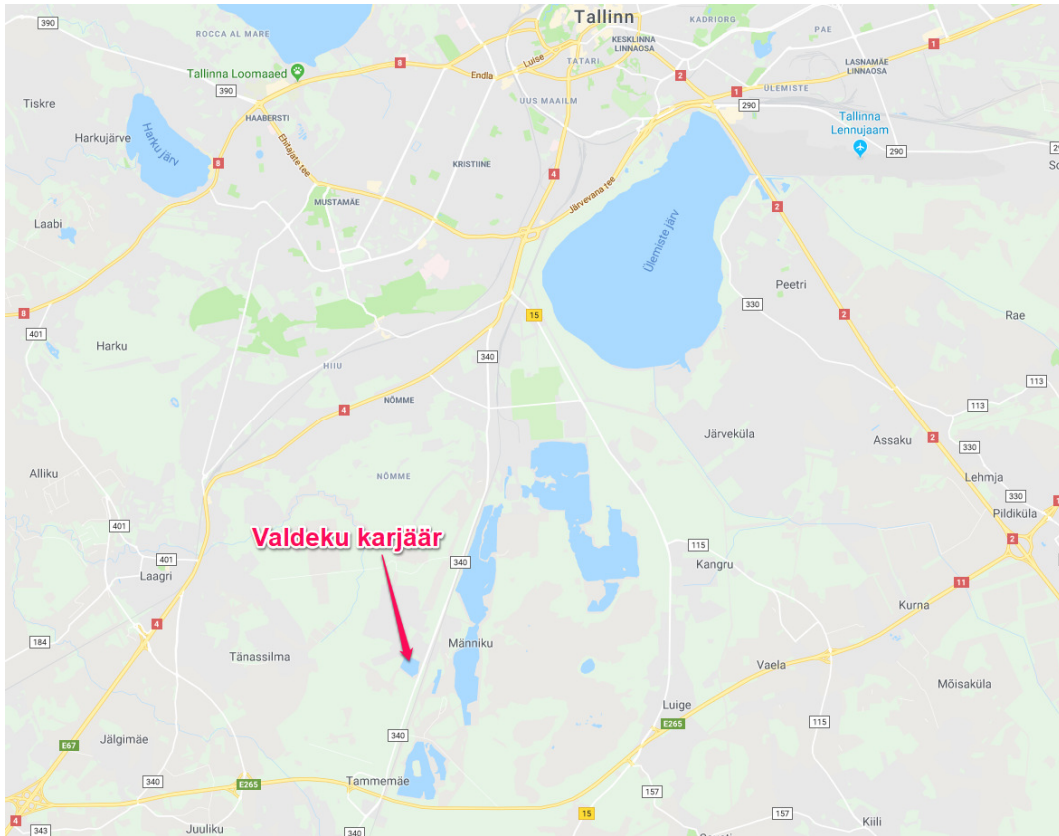 390
Tallinn
KADRIORG
PAE
ROCCA AL MARE
KESKLINNA
LINNAOSA
TATARI
1
8
Luise
Endla
LASNAMÄE
LINNAOSA
Tallinna Loomaaed
390
2
1
ÜLEMISTE
Tiskre
UUS MAAILM
290
HAABERSTI
Tallinna
Lennujaam
Harkujärve
Harku järv
Ehitajate tee
290
8
KRISTIINE
4
Järvevana tee
MUSTAMÄE
2
Laabi
Ülemiste järv
Peetri
330
8
15
2
Rae
401
Harku
340
HIIU
113
NÕMME
4
113
Järveküla
Assaku
2
330
Alliku
NÕMME
Lehmja
330
1
Pildiküla
401
Valdeku karjäär
2
115
401
340
Kangru
Laagri
11
Kurna
4
184
Männiku
Tänassilma
Vaela
Mõisaküla
Luige
115
E265
Jälgimäe
340
E67
340
Tammemäe
E265
157
4
15
157
343
Juuliku
340
Kiili